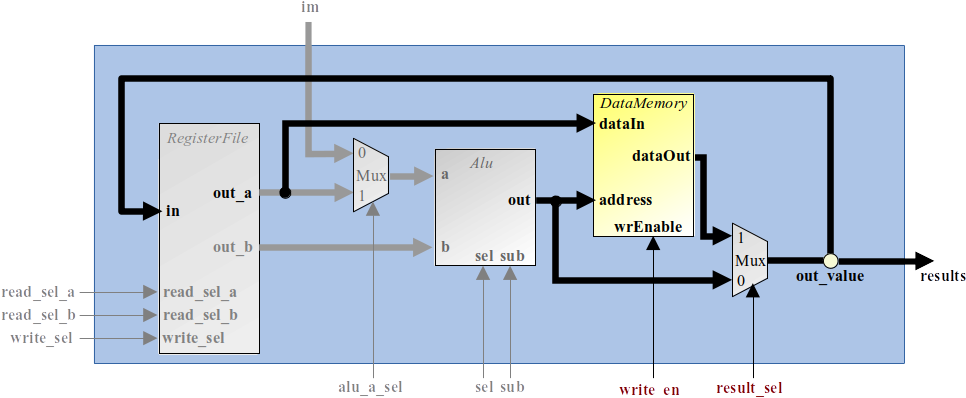 im
DataMemory
dataIn
RegisterFile
0
Mux
1
Alu
dataOut
out_a
a
out
address
in
wrEnable
1
out_b
b
Mux
sel sub
0
out_value
results
read_sel_a
read_sel_a
read_sel_b
read_sel_b
write_sel
write_sel
alu_a_sel
sel sub
write_en
result_sel